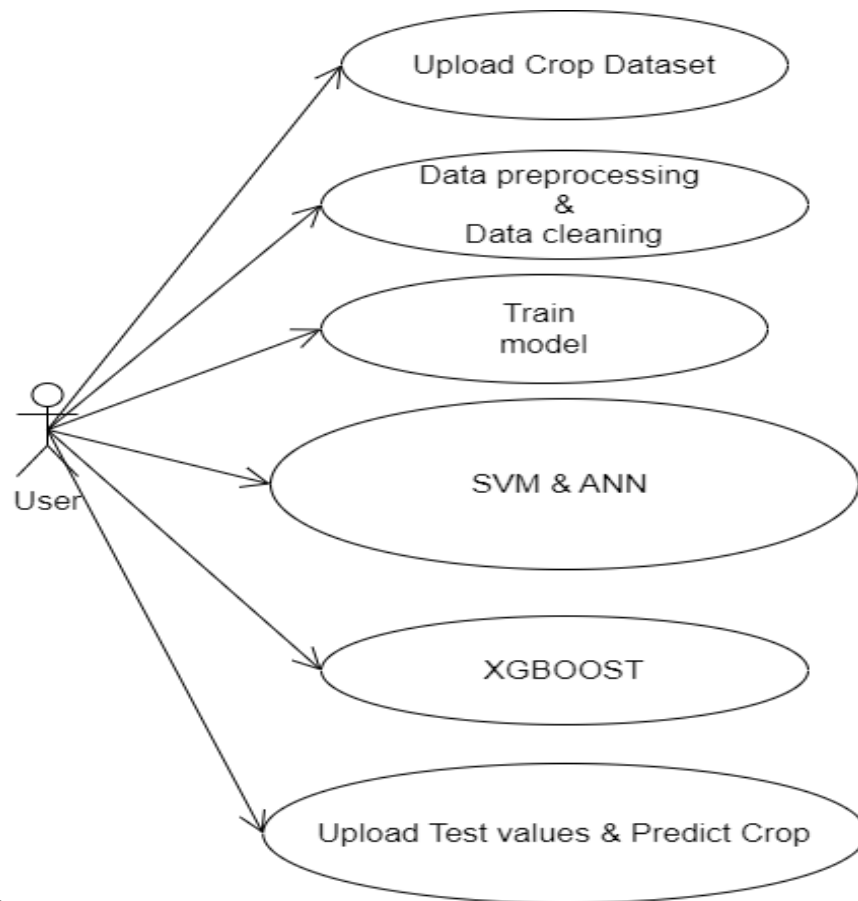 Upload Crop Dataset
Data preprocessing
&
Data cleaning
Train
model
SVM & ANN
User
XGBOOST
Upload Test values & Predict Crop